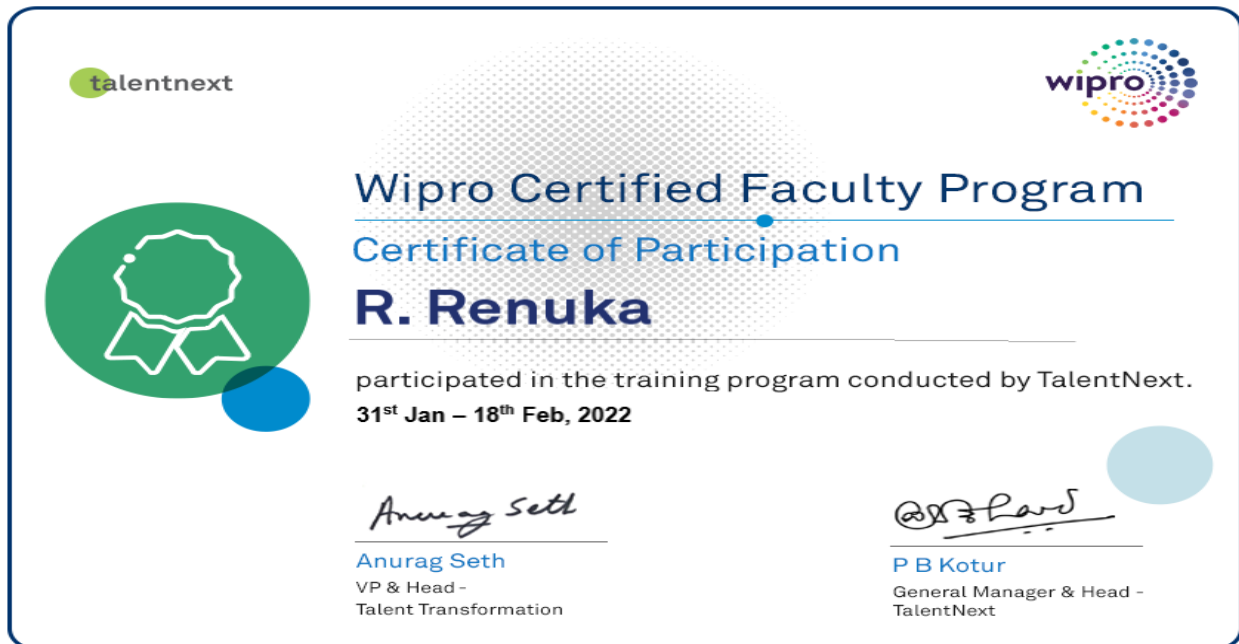 talentnext
wipro
Wipro Certified Faculty Program
Certificate of Participation
R. Renuka
participated in the training program conducted by TalentNext.
31st Jan – 18th Feb, 2022
Anurag Seth
Anurag Seth
VP & Head -
Talent Transformation
P B Kotur
General Manager & Head -
TalentNext